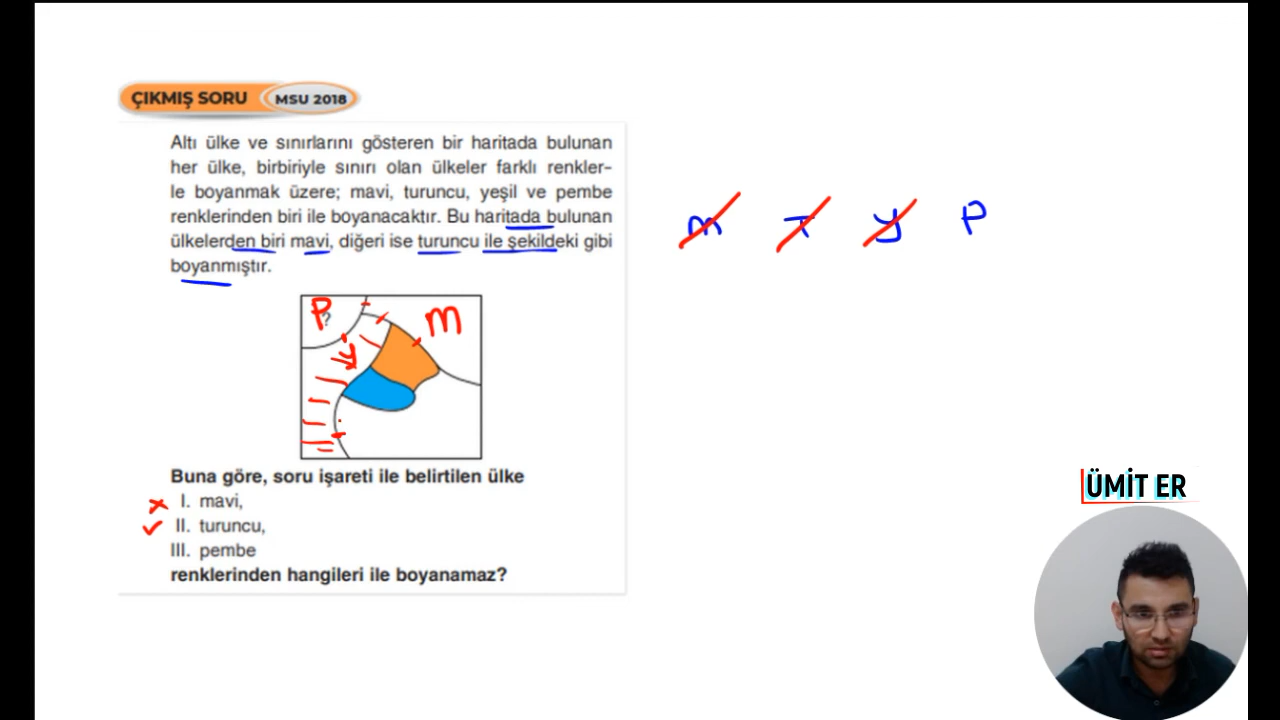 ÇIKMIŞ SORU MSU 2018
Altı ülke ve sınırlarını gösteren bir haritada bulunan
her ülke, birbiriyle sınırı olan ülkeler farklı renkler-
le boyanmak üzere; mavi, turuncu, yeşil ve pembe
renklerinden biri ile boyanacaktır. Bu haritada bulunan
ülkelerden biri mavi, diğeri ise turuncu ile şekildeki gibi
boyanmıştır.
m T y P
P ? m
y
Buna göre, soru işareti ile belirtilen ülke
I. mavi,
II. turuncu,
III. pembe
renklerinden hangileri ile boyanamaz?
ÜMİT ER